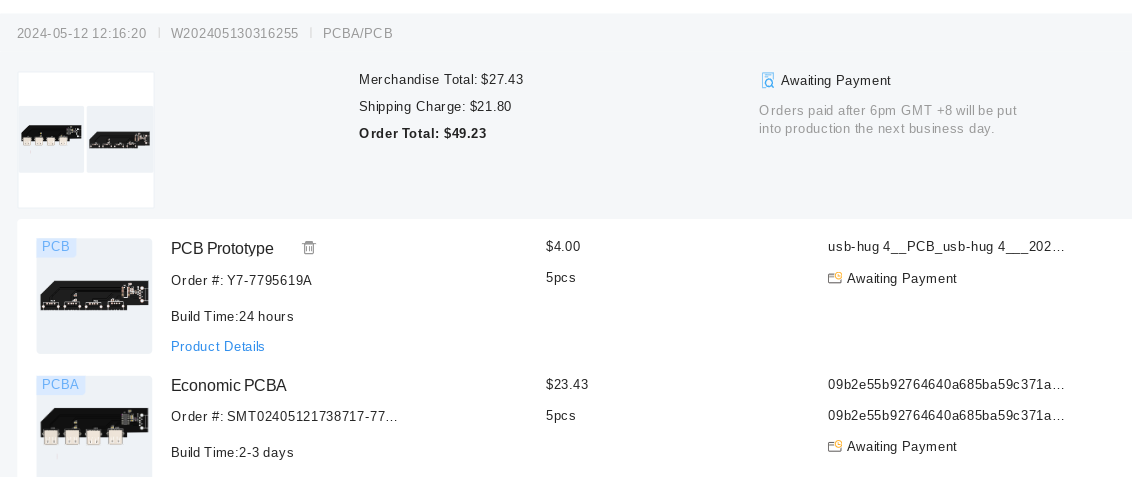 2024-05-12 12:16:20 | W202405130316255 | PCBA/PCB
Merchandise Total: $27.43
Shipping Charge: $21.80
Order Total: $49.23
Awaiting Payment
Orders paid after 6pm GMT +8 will be put
into production the next business day.
PCB
PCB Prototype
$4.00
usb-hug 4__PCB_usb-hug 4___202...
Order #: Y7-7795619A
5pcs
Awaiting Payment
Build Time:24 hours
Product Details
PCBA
Economic PCBA
$23.43
09b2e55b92764640a685ba59c371a...
Order #: SMT02405121738717-77...
5pcs
09b2e55b92764640a685ba59c371a...
Build Time:2-3 days
Awaiting Payment